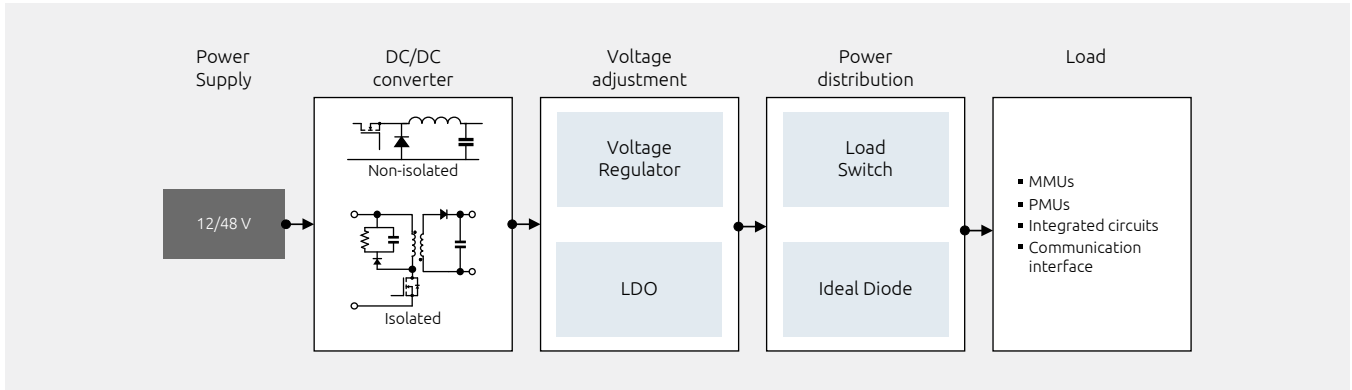 Power
Supply
DC/DC
converter
Voltage
adjustment
Power
distribution
Load
12/48 V
Non-isolated
Isolated
Voltage
Regulator
LDO
Load
Switch
Ideal Diode
▪ MMUs
▪ PMUs
▪ Integrated circuits
▪ Communication
interface